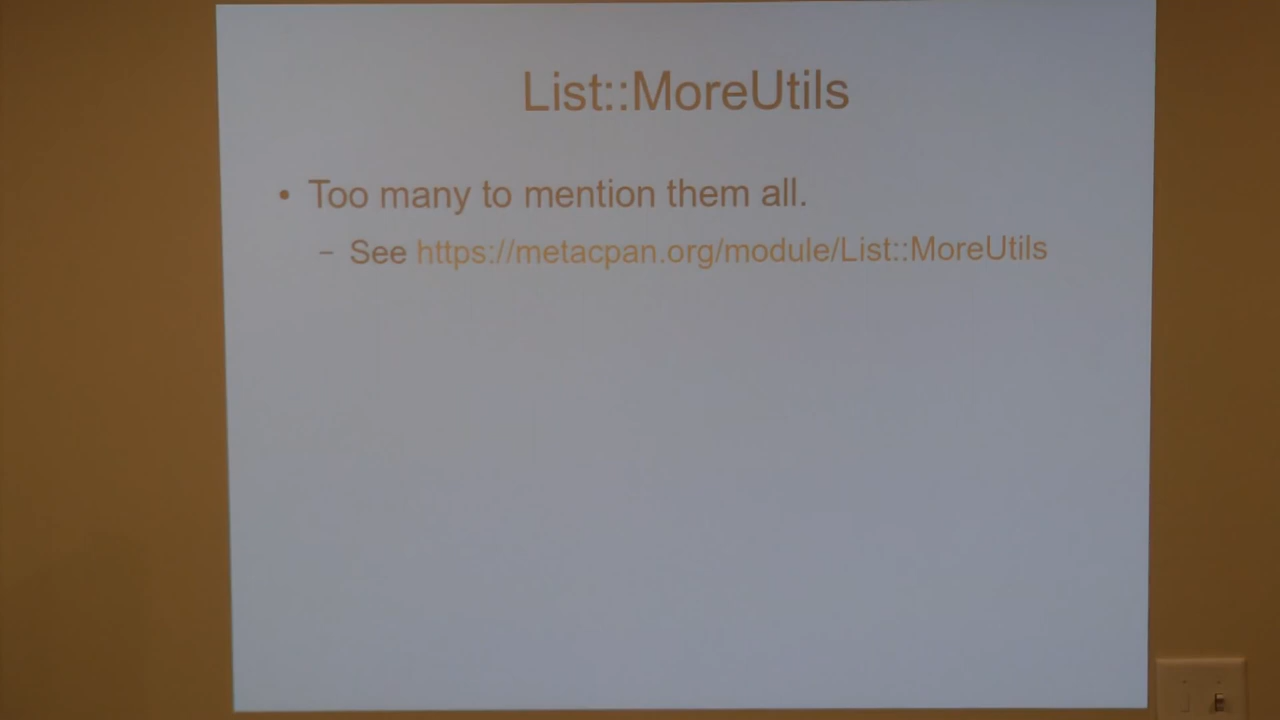 List::MoreUtils
• Too many to mention them all.
– See https://metacpan.org/module/List::MoreUtils